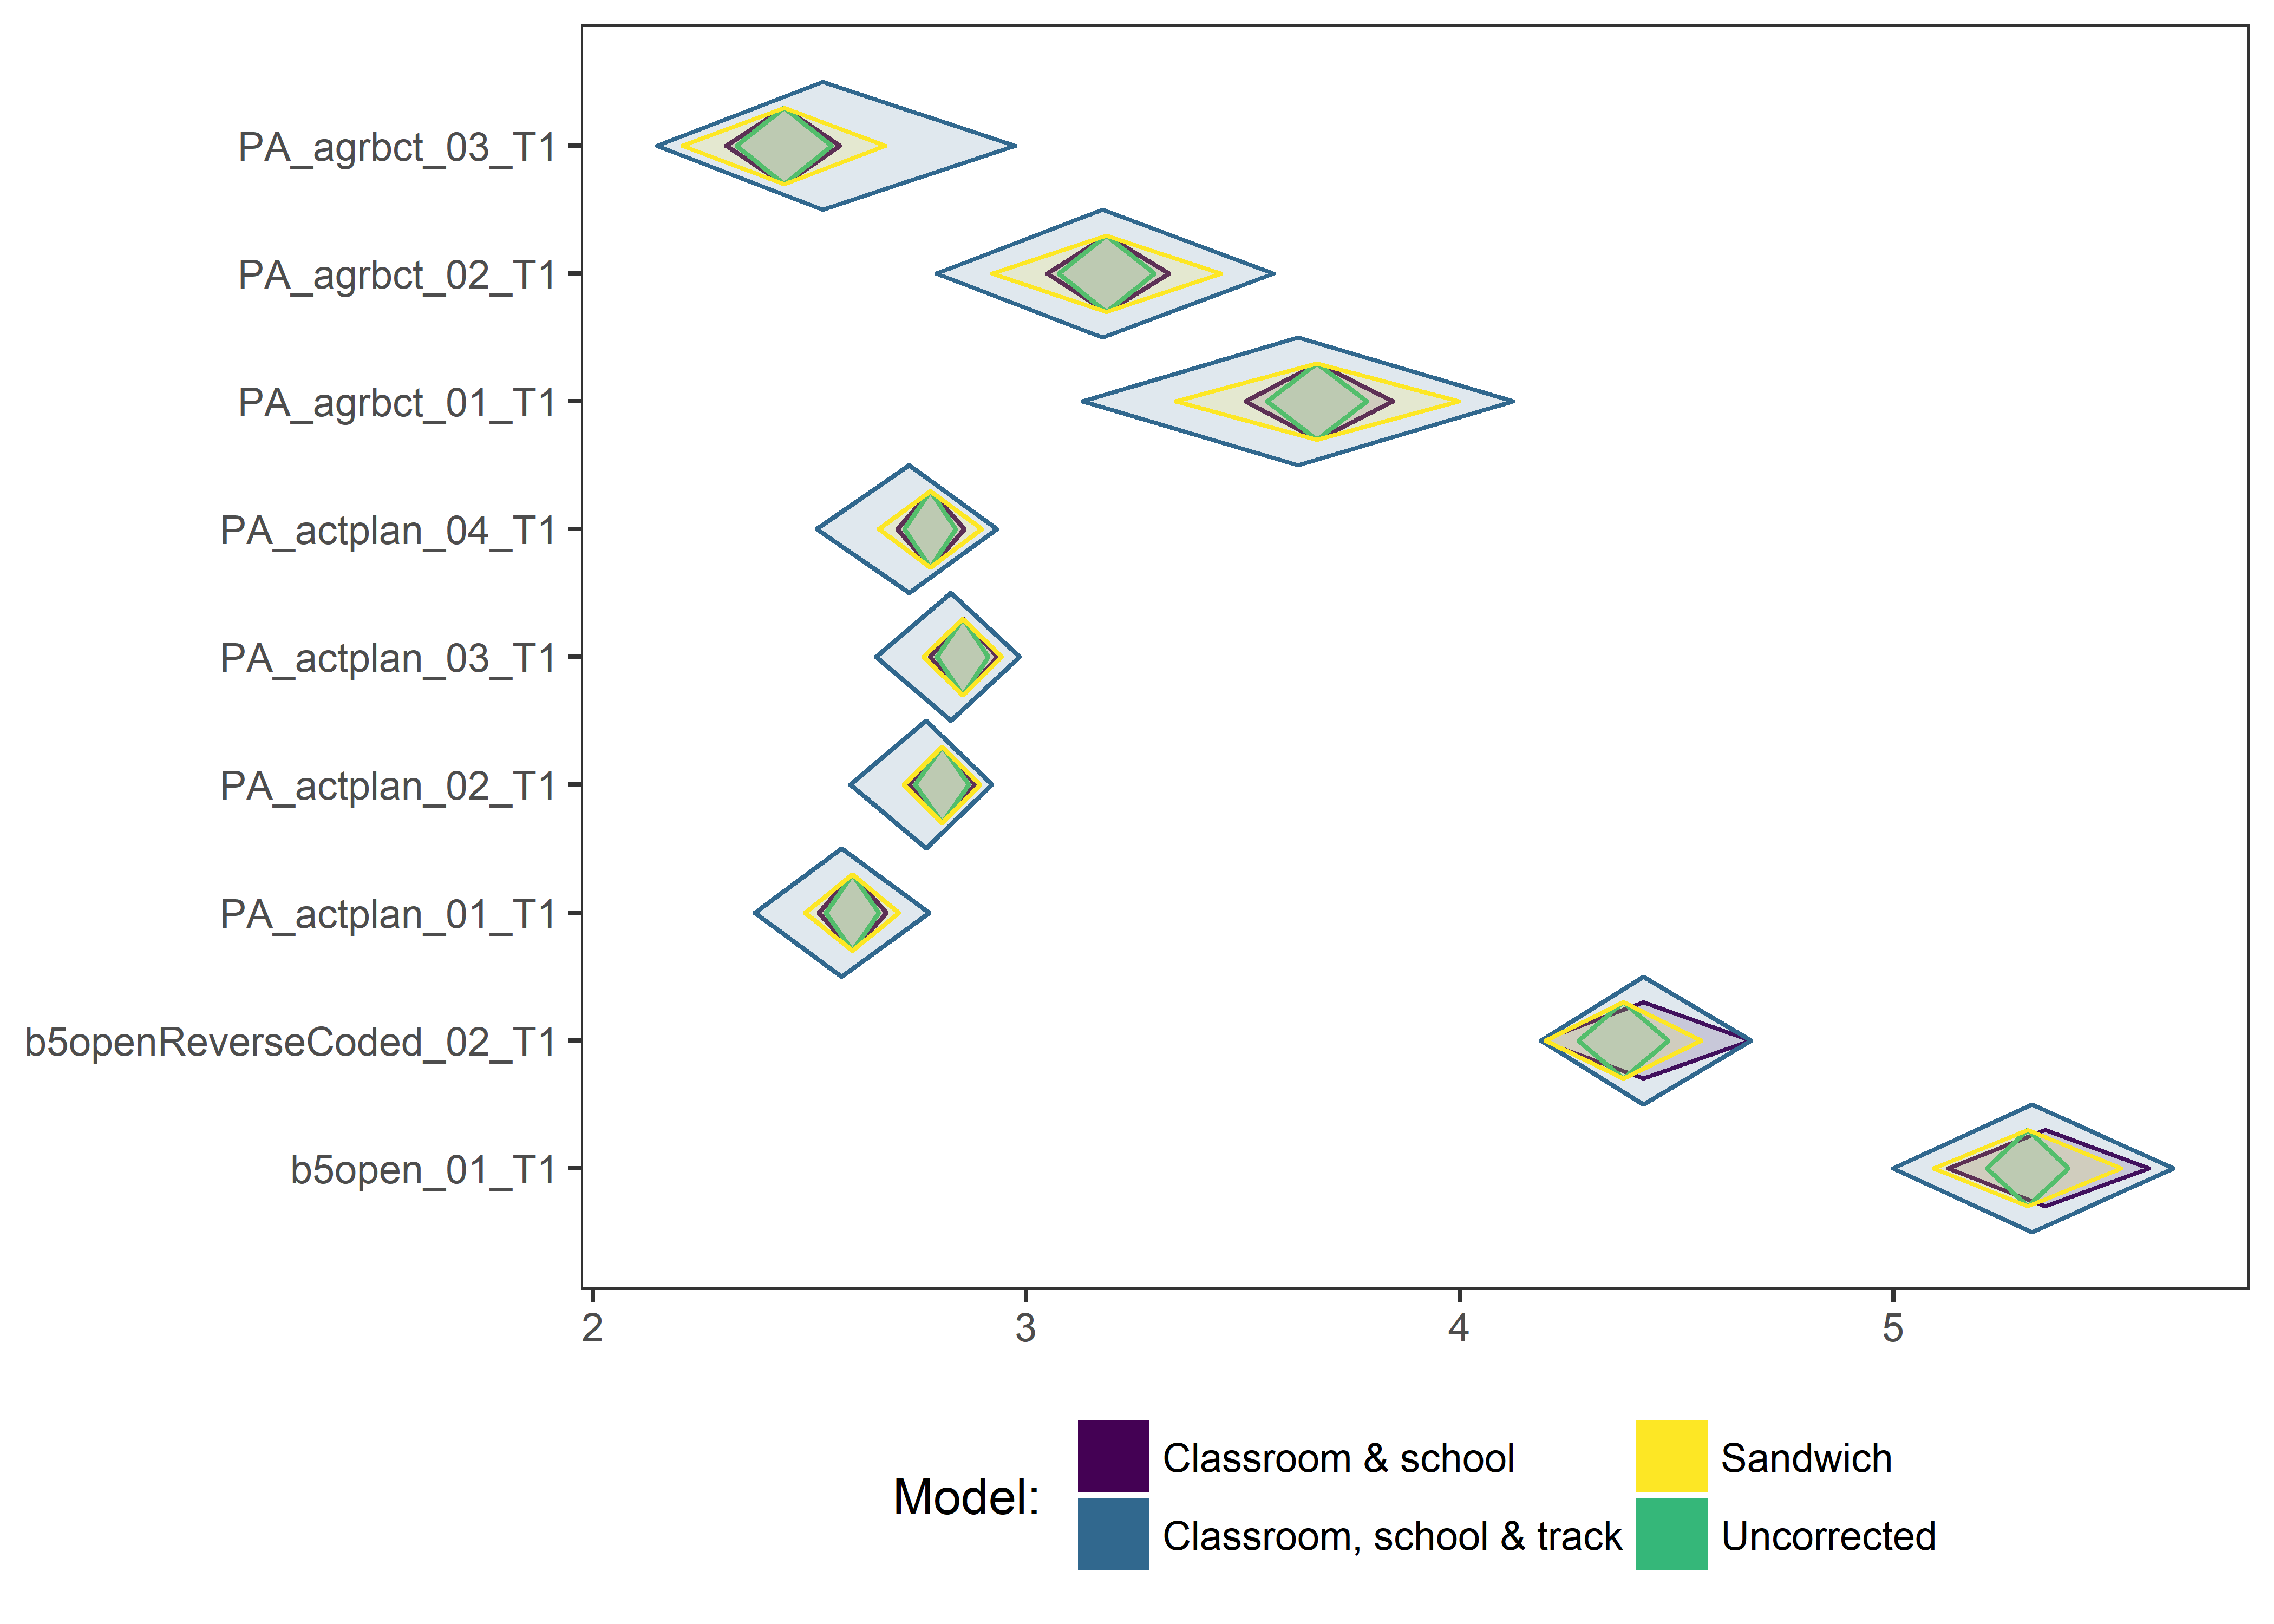 PA_agrbct_03_T1
PA_agrbct_02_T1
PA_agrbct_01_T1
PA_actplan_04_T1
PA_actplan_03_T1
PA_actplan_02_T1
PA_actplan_01_T1
b5openReverseCoded_02_T1
b5open_01_T1
2 3 4 5
Model:
Classroom & school
Sandwich
Classroom, school & track
Uncorrected